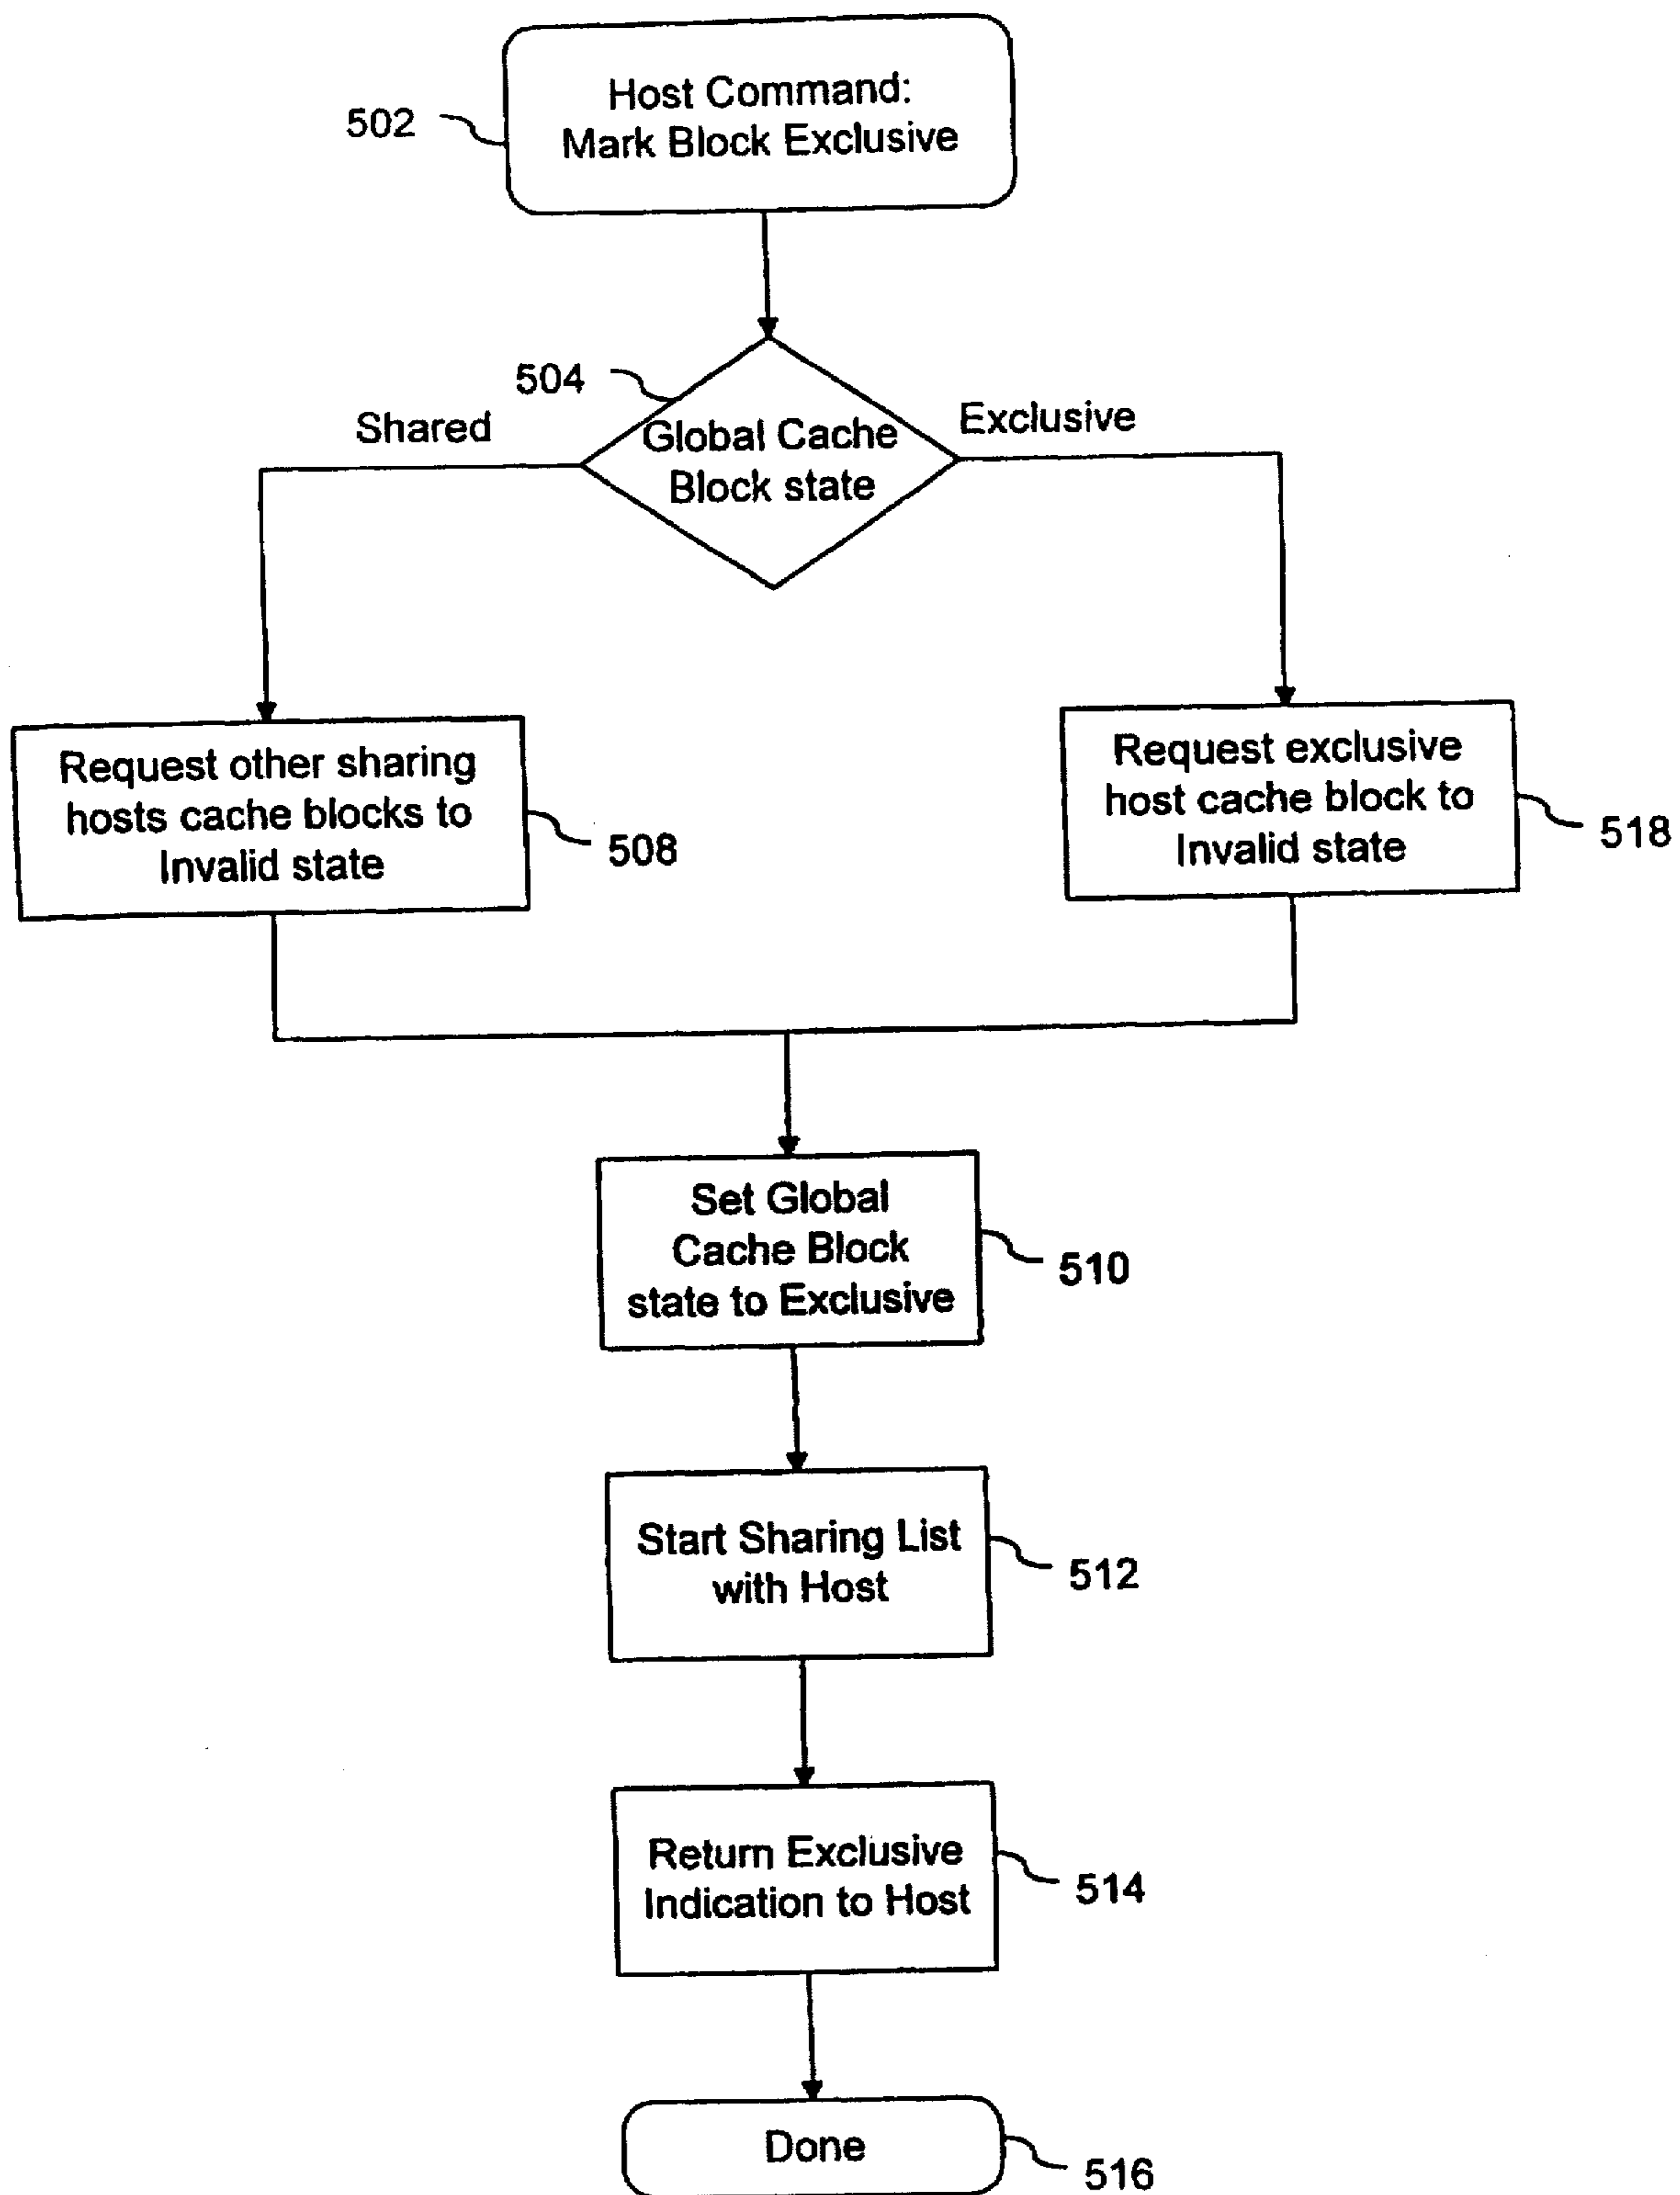 Host Command:
Mark Block Exclusive
502
504
Shared
Global Cache
Block state
Exclusive
Request other sharing
hosts cache blocks to
Invalid state
508
Request exclusive
host cache block to
Invalid state
518
Set Global
Cache Block
state to Exclusive
510
Start Sharing List
with Host
512
Return Exclusive
Indication to Host
514
Done
516